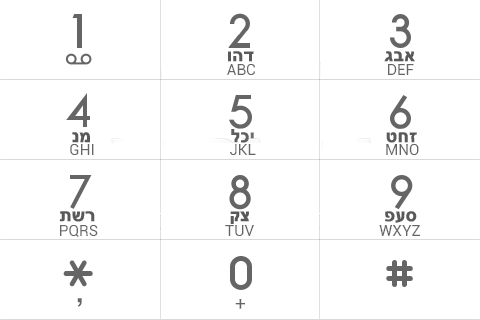 1 2 3
דהו אבג
ABC DEF
4 5 6
מנ יכל זחט
GHI JKL MNO
7 8 9
רשת צק סעפ
PQRS TUV WXYZ
* 0 #
, +